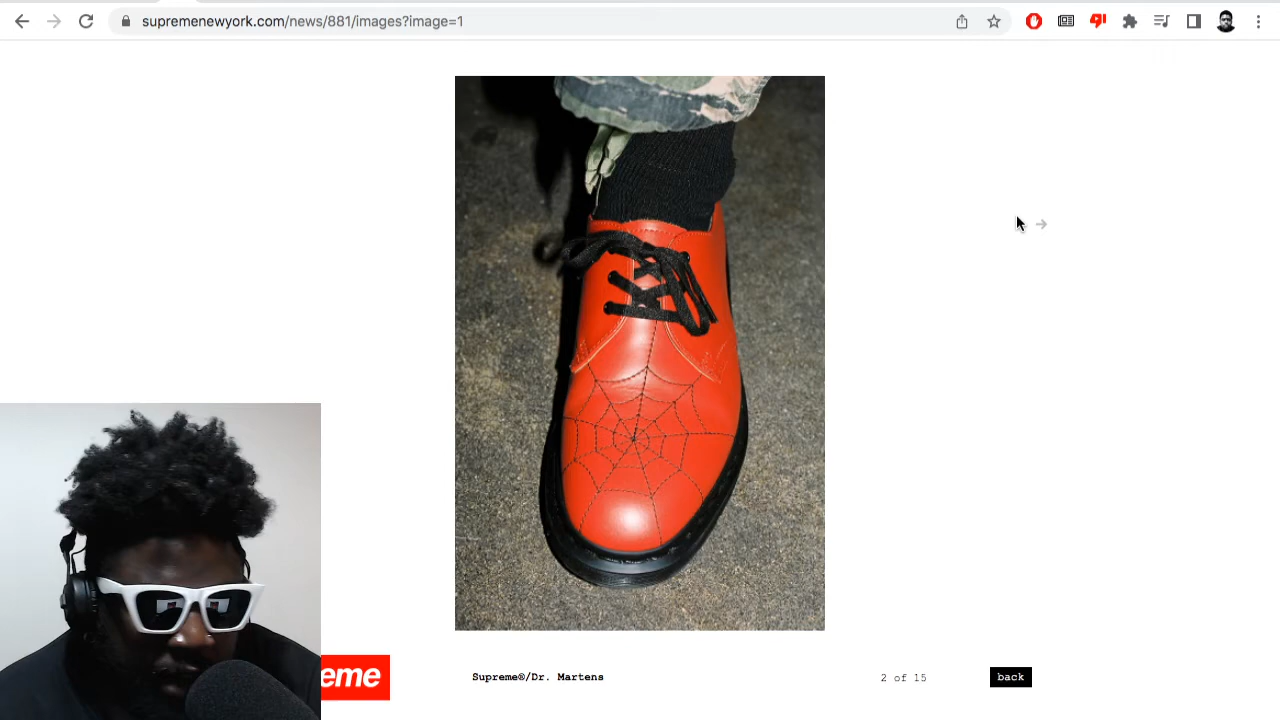 supremenewyork.com/news/881/images?image=1
eme
Supreme®/Dr. Martens
2 of 15
back